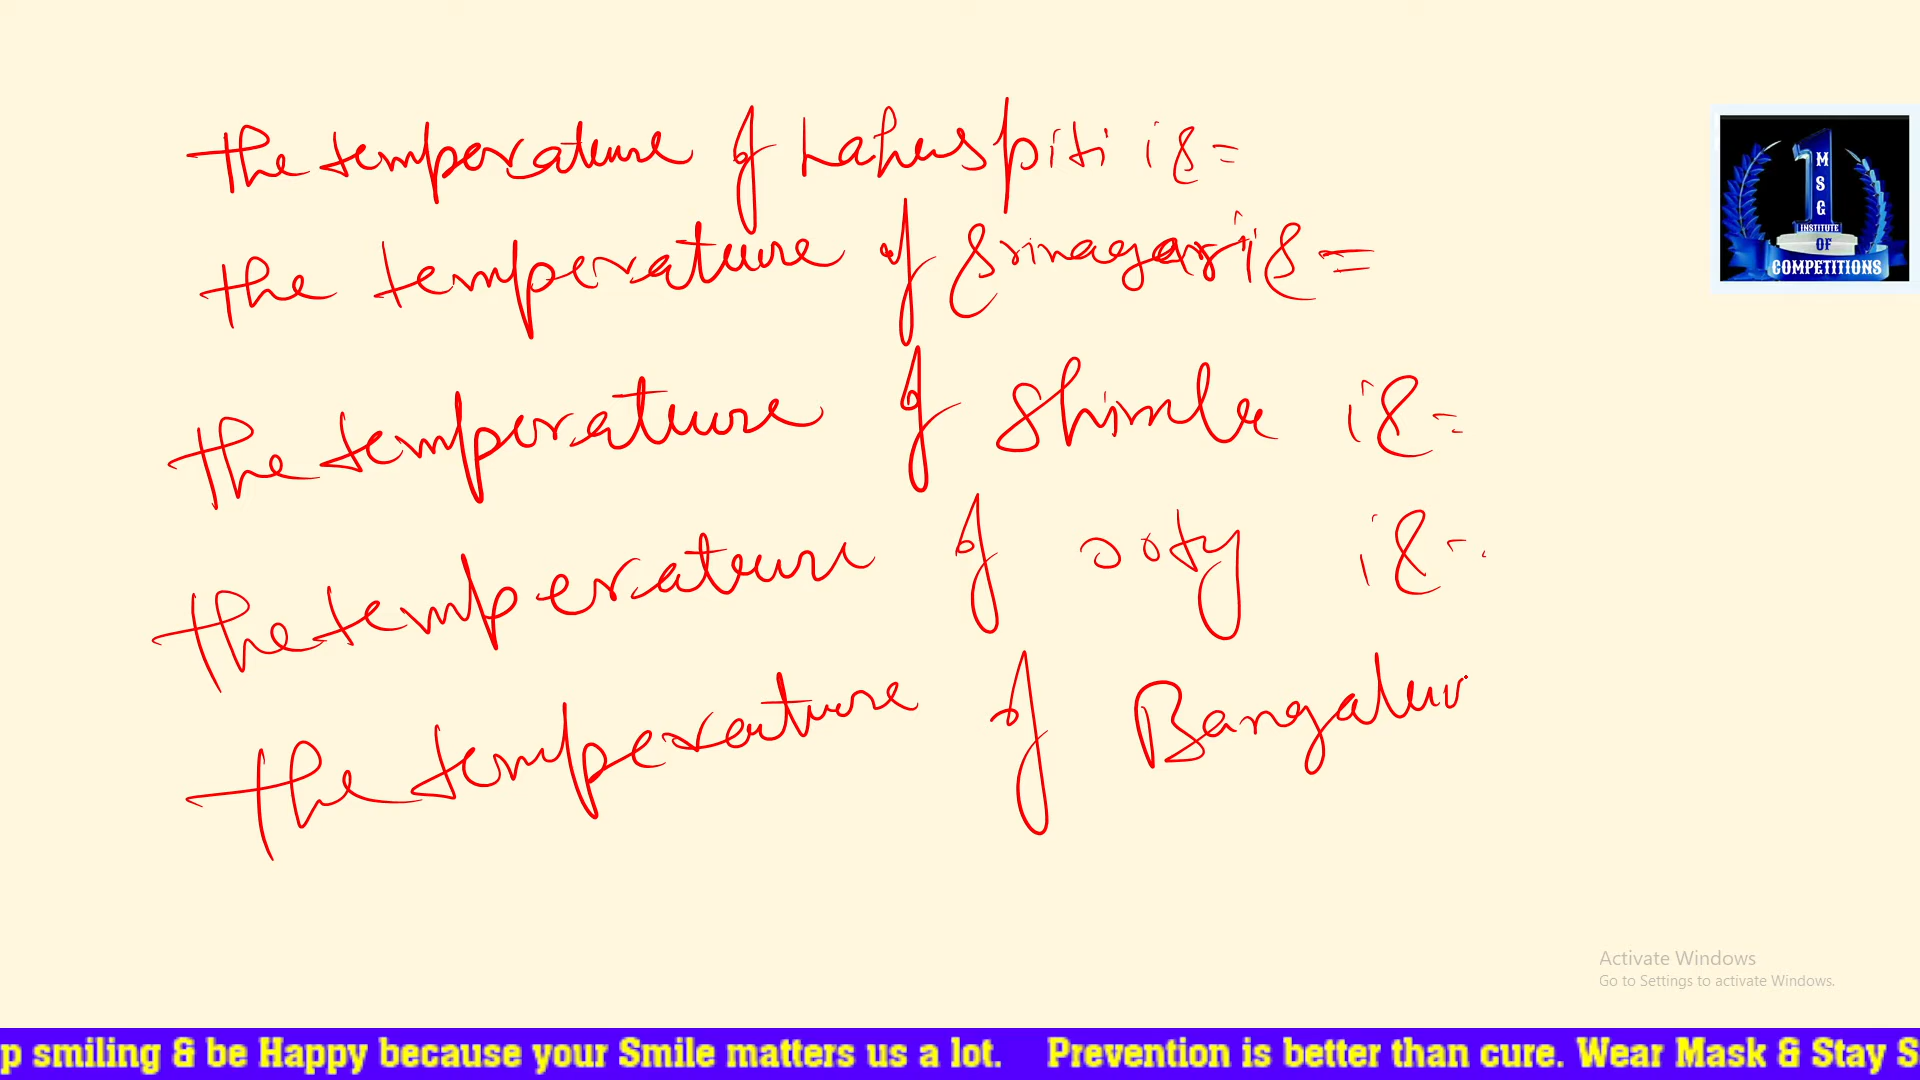 the temperature of Lahuspiti is =
the temperature of srinagar is =
the temperature of Shimla is =
the temperature of ooty is =
the temperature of Bangalur
1
M
S
G
INSTITUTE
OF
COMPETITIONS
Activate Windows
Go to Settings to activate Windows.
p smiling & be Happy because your Smile matters us a lot. Prevention is better than cure. Wear Mask & Stay S